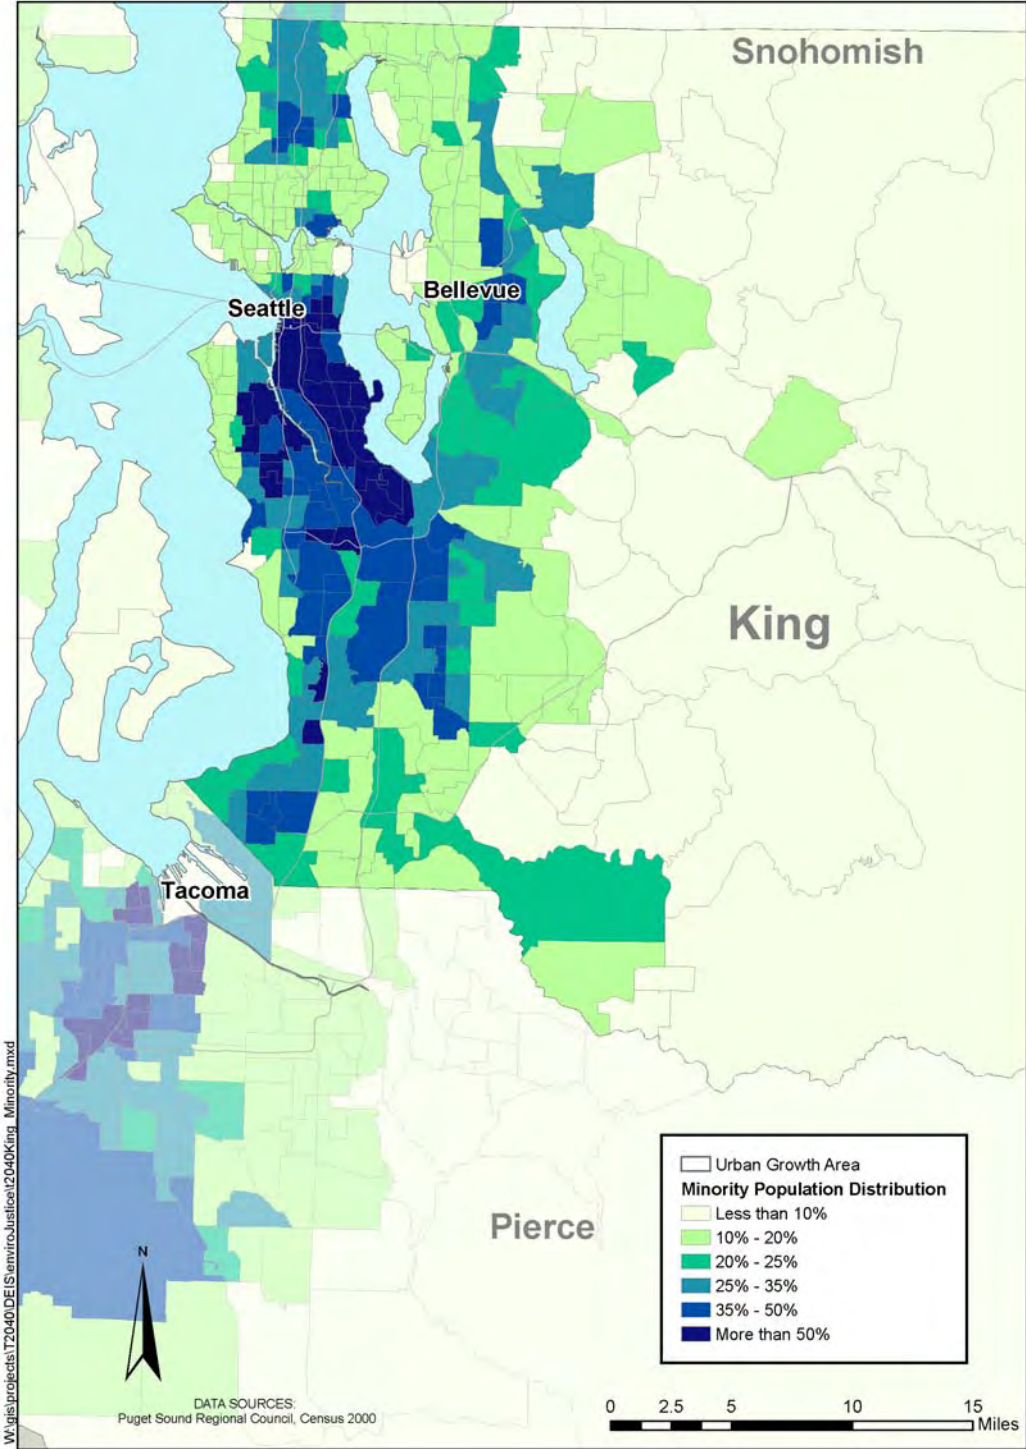 Snohomish
Bellevue
Seattle
King
Tacoma
Pierce
Urban Growth Area
Minority Population Distribution
Less than 10%
10% - 20%
20% - 25%
25% - 35%
35% - 50%
More than 50%
N
DATA SOURCES:
Puget Sound Regional Council, Census 2000
0 2.5 5 10 15
Miles
W:\gis\projects\T2040\DEIS\enviroJustice\t2040King_Minority.mxd